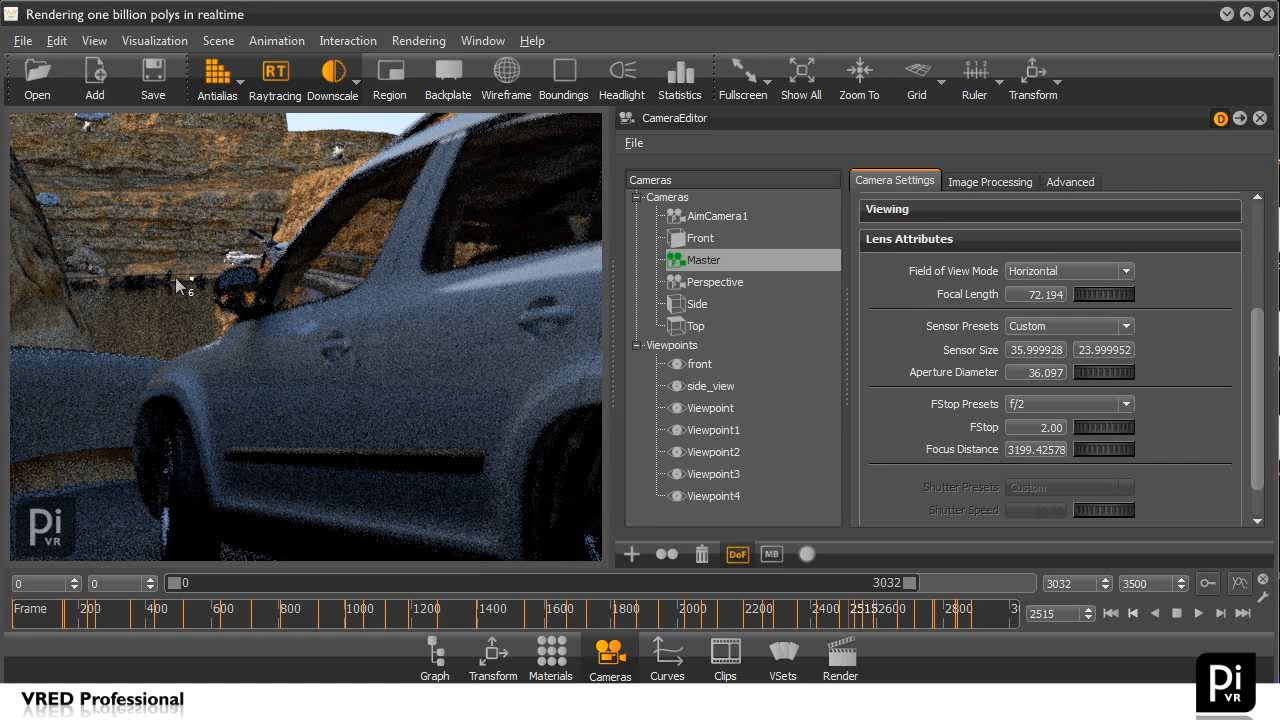 Rendering one billion polys in realtime
File Edit View Visualization Scene Animation Interaction Rendering Window Help
RT
Open Add Save Antialias Raytracing Downscale Region Backplate Wireframe Boundings Headlight Statistics Fullscreen Show All Zoom To Grid Ruler Transform
CameraEditor
D
File
Cameras
Cameras
AimCamera1
Front
Master
Perspective
Side
Top
Viewpoints
front
side_view
Viewpoint
Viewpoint1
Viewpoint2
Viewpoint3
Viewpoint4
Camera Settings Image Processing Advanced
Viewing
Lens Attributes
Field of View Mode Horizontal
Focal Length 72.194
Sensor Presets Custom
Sensor Size 35.999928 23.999952
Aperture Diameter 36.097
FStop Presets f/2
FStop 2.00
Focus Distance 3199.42578
Shutter Presets Custom
Shutter Speed
6
Pi
VR
DoF MB
0 0 0 3032 3032 3500
Frame 200 400 600 800 1000 1200 1400 1600 1800 2000 2200 2400 2515 2600 2800 2515
Graph Transform Materials Cameras Curves Clips VSets Render
VRED Professional
Pi
VR